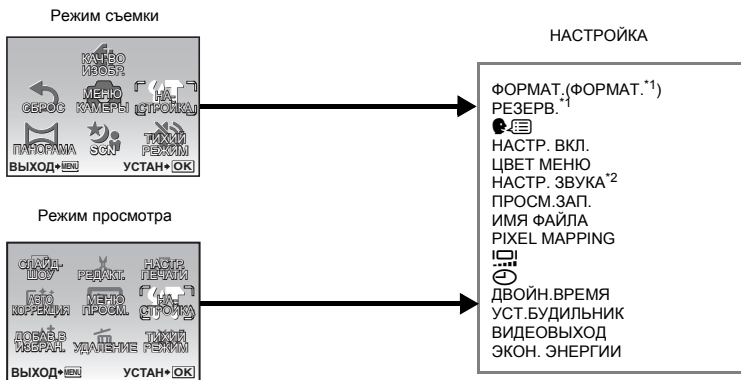 Режим съемки
КАЧ-ВО
ИЗОБР.
СБРОС
МЕНЮ
КАМЕРЫ
НА-
СТРОЙКА
ПАНОРАМА
SCN
ТИХИЙ
РЕЖИМ
ВЫХОД MENU
УСТАН OK
Режим просмотра
СЛАЙД-
ШОУ
РЕДАКТ.
НАСТР.
ПЕЧАТИ
АВТО
КОРРЕКЦИЯ
МЕНЮ
ПРОСМ.
НА-
СТРОЙКА
ДОБАВ.В
ИЗБРАН.
УДАЛЕНИЕ
ТИХИЙ
РЕЖИМ
ВЫХОД MENU
УСТАН OK
НАСТРОЙКА
ФОРМАТ.(ФОРМАТ.*1)
РЕЗЕРВ.*1
НАСТР. ВКЛ.
ЦВЕТ МЕНЮ
НАСТР. ЗВУКА*2
ПРОСМ.ЗАП.
ИМЯ ФАЙЛА
PIXEL MAPPING
ДВОЙН.ВРЕМЯ
УСТ.БУДИЛЬНИК
ВИДЕОВЫХОД
ЭКОН. ЭНЕРГИИ